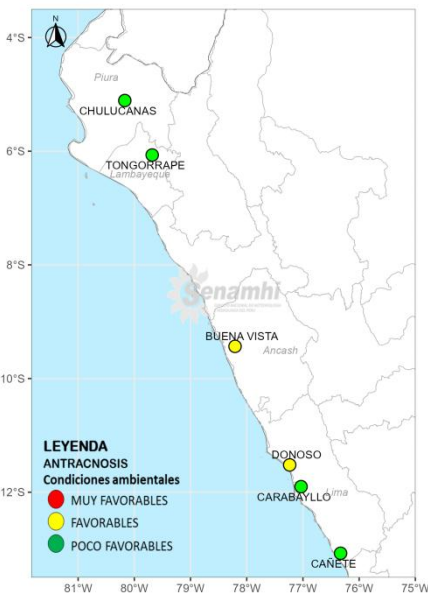 N
4°S
Piura
CHULUCANAS
6°S
TONGORRAPE
Lambayeque
8°S
Senamhi
BUENA VISTA
Ancash
10°S
LEYENDA
ANTRACNOSIS
Condiciones ambientales
MUY FAVORABLES
FAVORABLES
POCO FAVORABLES
DONOSO
12°S
CARABAYLLO
Lima
CAÑETE
81°W 80°W 79°W 78°W 77°W 76°W 75°W